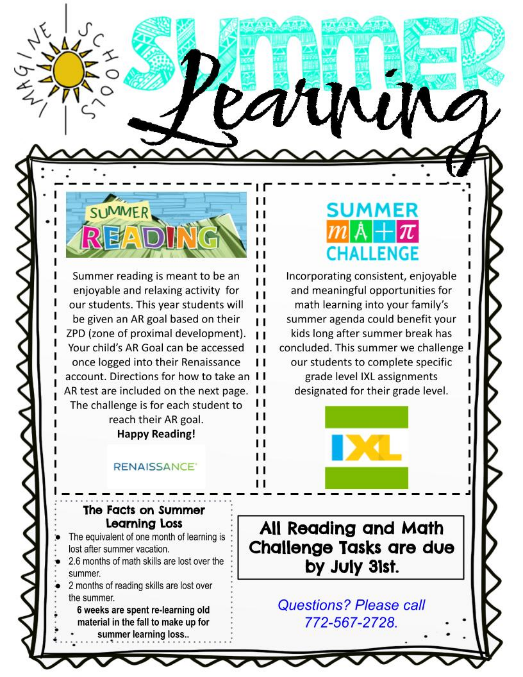 IMAGINE SCHOOLS
SUMMER
Learning
SUMMER
READING
Summer reading is meant to be an
enjoyable and relaxing activity for
our students. This year students will
be given an AR goal based on their
ZPD (zone of proximal development).
Your child's AR Goal can be accessed
once logged into their Renaissance
account. Directions for how to take an
AR test are included on the next page.
The challenge is for each student to
reach their AR goal.
Happy Reading!
RENAISSANCE
SUMMER
mA+π
CHALLENGE
Incorporating consistent, enjoyable
and meaningful opportunities for
math learning into your family's
summer agenda could benefit your
kids long after summer break has
concluded. This summer we challenge
our students to complete specific
grade level IXL assignments
designated for their grade level.
IXL
The Facts on Summer
Learning Loss
The equivalent of one month of learning is
lost after summer vacation.
2.6 months of math skills are lost over the
summer.
2 months of reading skills are lost over
the summer.
6 weeks are spent re-learning old
material in the fall to make up for
summer learning loss..
All Reading and Math
Challenge Tasks are due
by July 31st.
Questions? Please call
772-567-2728.